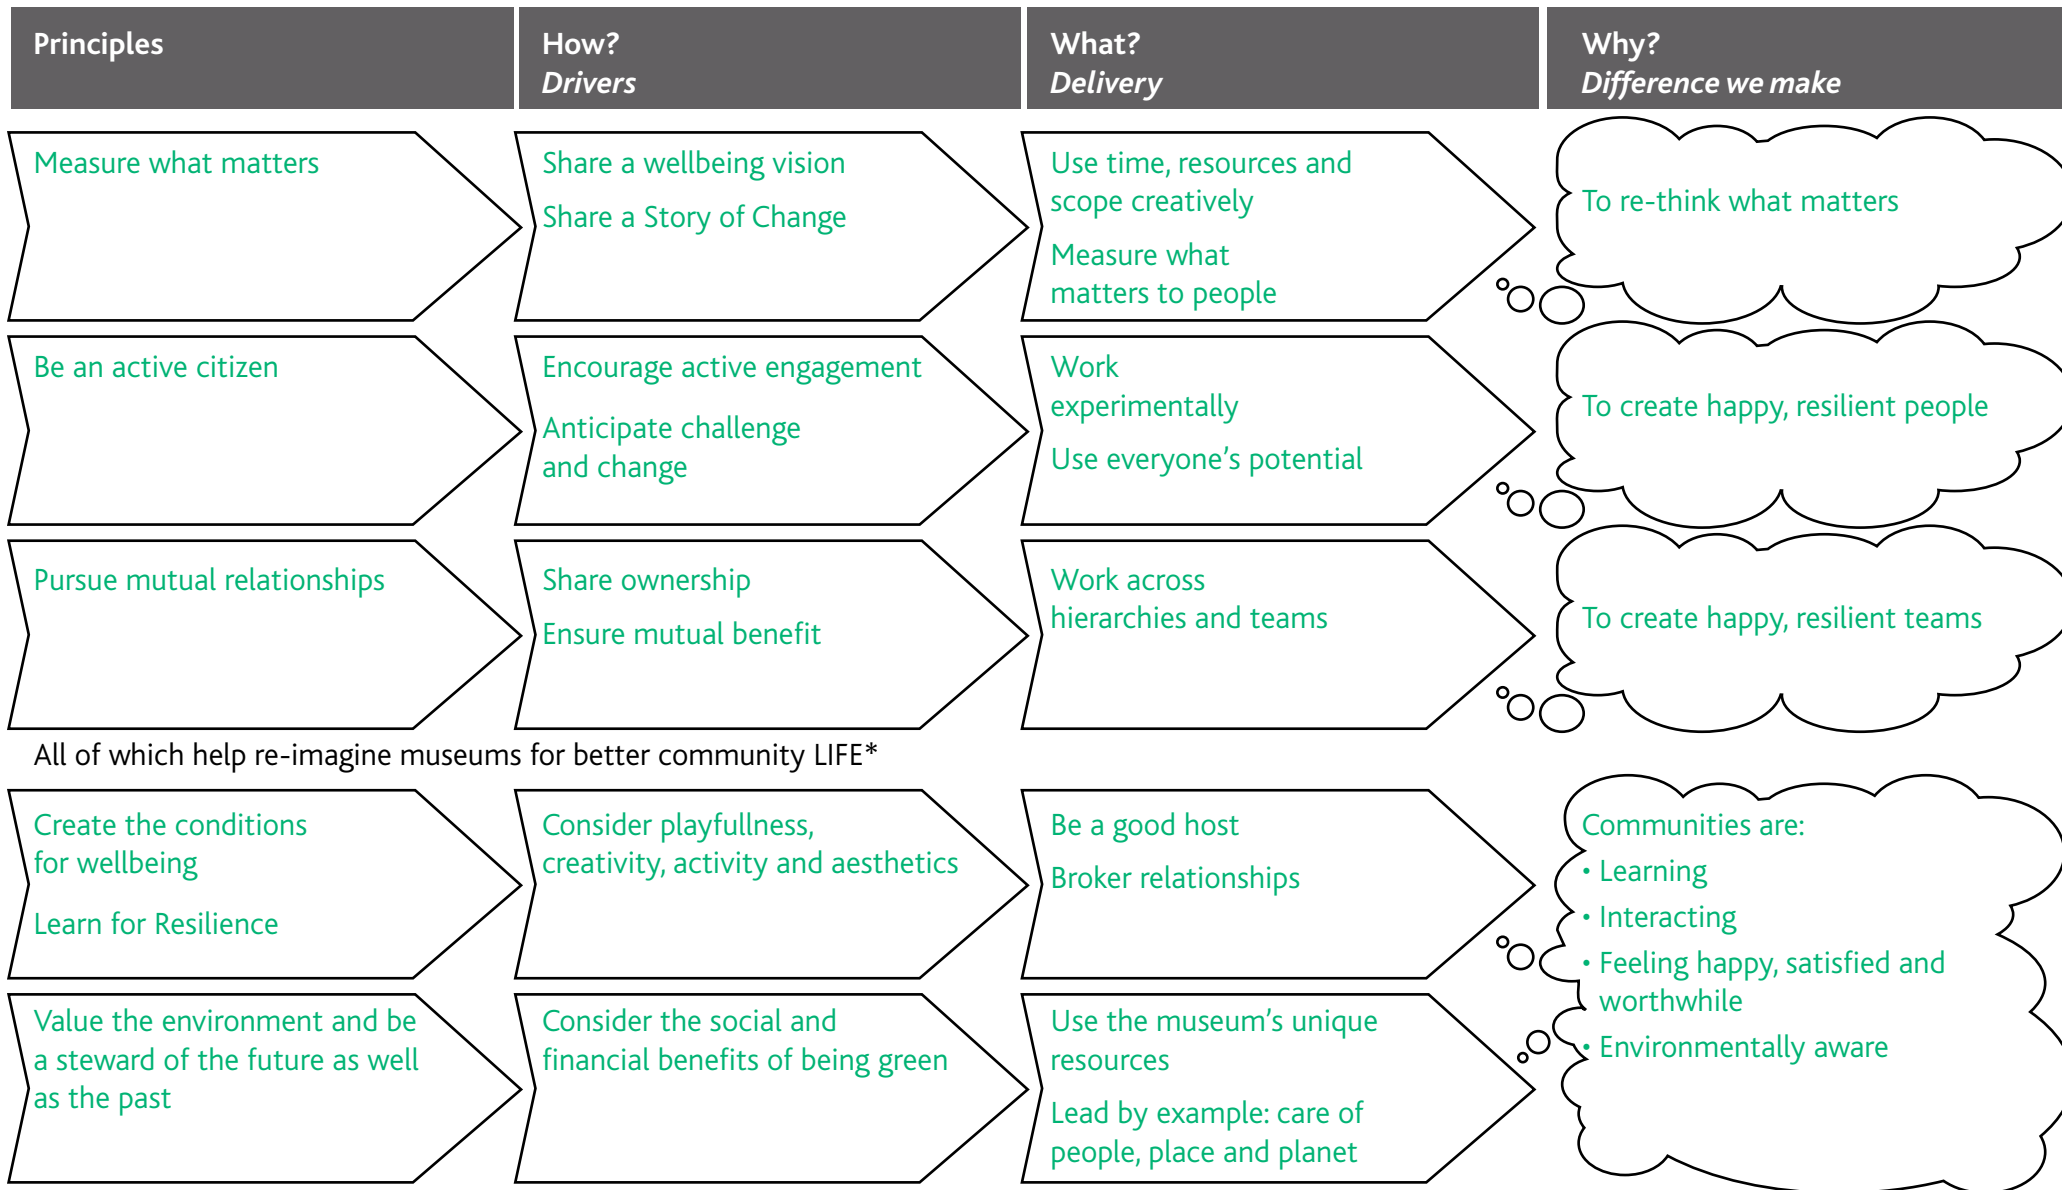 Principles
How?
Drivers
What?
Delivery
Why?
Difference we make
Measure what matters
Share a wellbeing vision
Share a Story of Change
Use time, resources and
scope creatively
Measure what
matters to people
To re-think what matters
Be an active citizen
Encourage active engagement
Anticipate challenge
and change
Work
experimentally
Use everyone’s potential
To create happy, resilient people
Pursue mutual relationships
Share ownership
Ensure mutual benefit
Work across
hierarchies and teams
To create happy, resilient teams
All of which help re-imagine museums for better community LIFE*
Create the conditions
for wellbeing
Learn for Resilience
Consider playfullness,
creativity, activity and aesthetics
Be a good host
Broker relationships
Communities are:
• Learning
• Interacting
• Feeling happy, satisfied and
worthwhile
• Environmentally aware
Value the environment and be
a steward of the future as well
as the past
Consider the social and
financial benefits of being green
Use the museum’s unique
resources
Lead by example: care of
people, place and planet